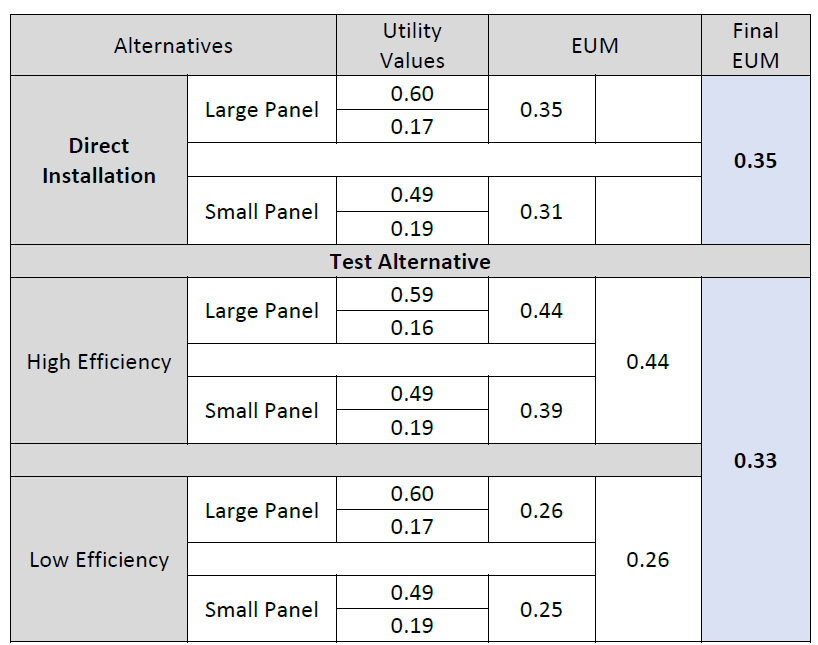 Alternatives
Utility
Values
EUM
Final
EUM
Direct
Installation
Large Panel
0.60
0.17
0.35
0.35
Small Panel
0.49
0.19
0.31
Test Alternative
High Efficiency
Large Panel
0.59
0.16
0.44
0.44
Small Panel
0.49
0.19
0.39
0.33
Low Efficiency
Large Panel
0.60
0.17
0.26
0.26
Small Panel
0.49
0.19
0.25